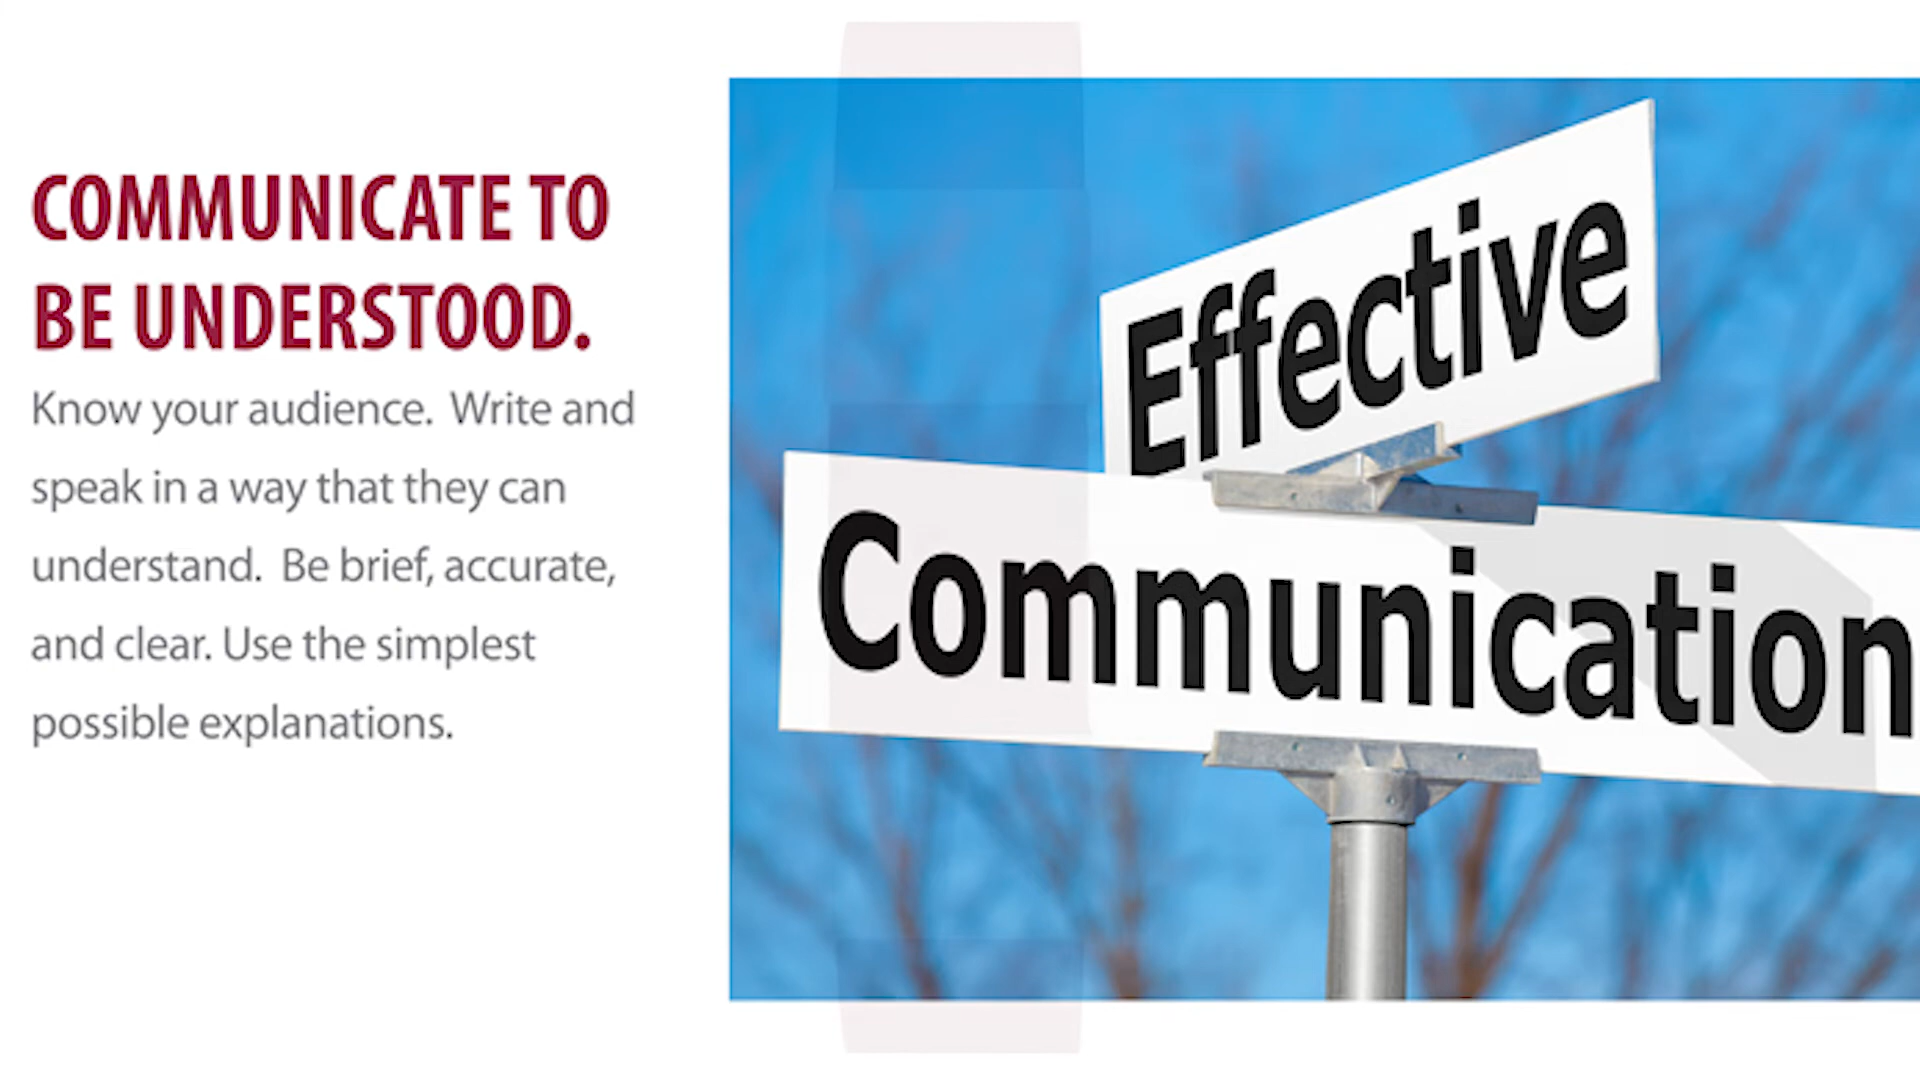 COMMUNICATE TO
BE UNDERSTOOD.
Know your audience.  Write and
speak in a way that they can
understand.  Be brief, accurate,
and clear. Use the simplest
possible explanations.
Effective
Communication